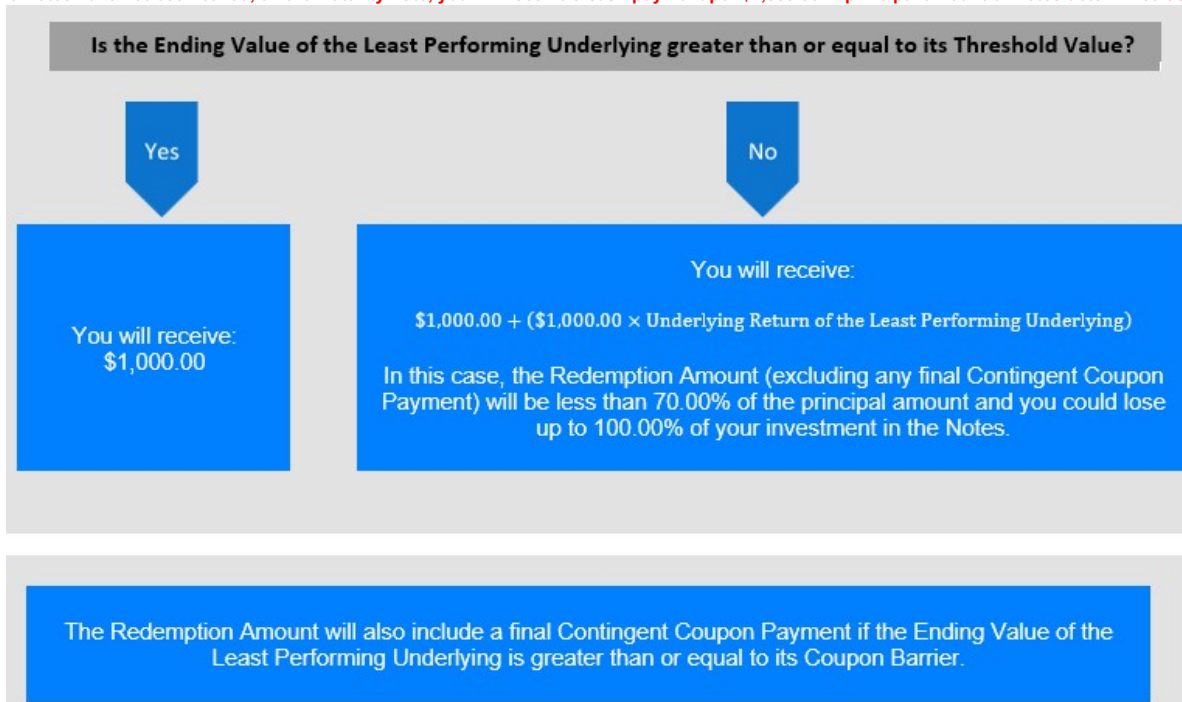 Is the Ending Value of the Least Performing Underlying greater than or equal to its Threshold Value?
Yes
No
You will receive:
$1,000.00
You will receive:
$1,000.00 + ($1,000.00 × Underlying Return of the Least Performing Underlying)
In this case, the Redemption Amount (excluding any final Contingent Coupon
Payment) will be less than 70.00% of the principal amount and you could lose
up to 100.00% of your investment in the Notes.
The Redemption Amount will also include a final Contingent Coupon Payment if the Ending Value of the
Least Performing Underlying is greater than or equal to its Coupon Barrier.